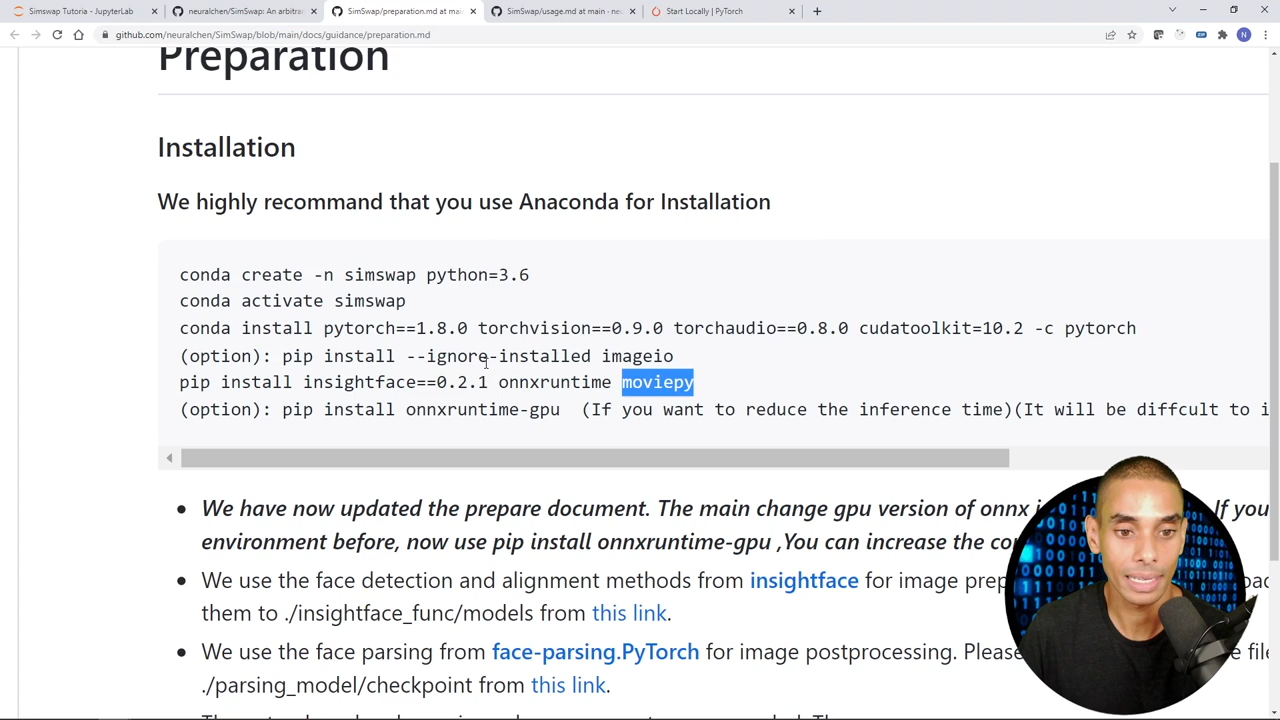 Simswap Tutoria - JupyterLab
neuralchen/SimSwap: An arbitrar
SimSwap/preparation.md at mai
SimSwap/usage.md at main · neu
Start Locally | PyTorch
github.com/neuralchen/SimSwap/blob/main/docs/guidance/preparation.md
Preparation
Installation
We highly recommand that you use Anaconda for Installation
conda create -n simswap python=3.6
conda activate simswap
conda install pytorch==1.8.0 torchvision==0.9.0 torchaudio==0.8.0 cudatoolkit=10.2 -c pytorch
(option): pip install --ignore-installed imageio
pip install insightface==0.2.1 onnxruntime moviepy
(option): pip install onnxruntime-gpu  (If you want to reduce the inference time)(It will be diffcult to i
We have now updated the prepare document. The main change gpu version of onnx i If you
environment before, now use pip install onnxruntime-gpu ,You can increase the co
We use the face detection and alignment methods from insightface for image prep oad
them to ./insightface_func/models from this link.
We use the face parsing from face-parsing.PyTorch for image postprocessing. Please e file
./parsing_model/checkpoint from this link.